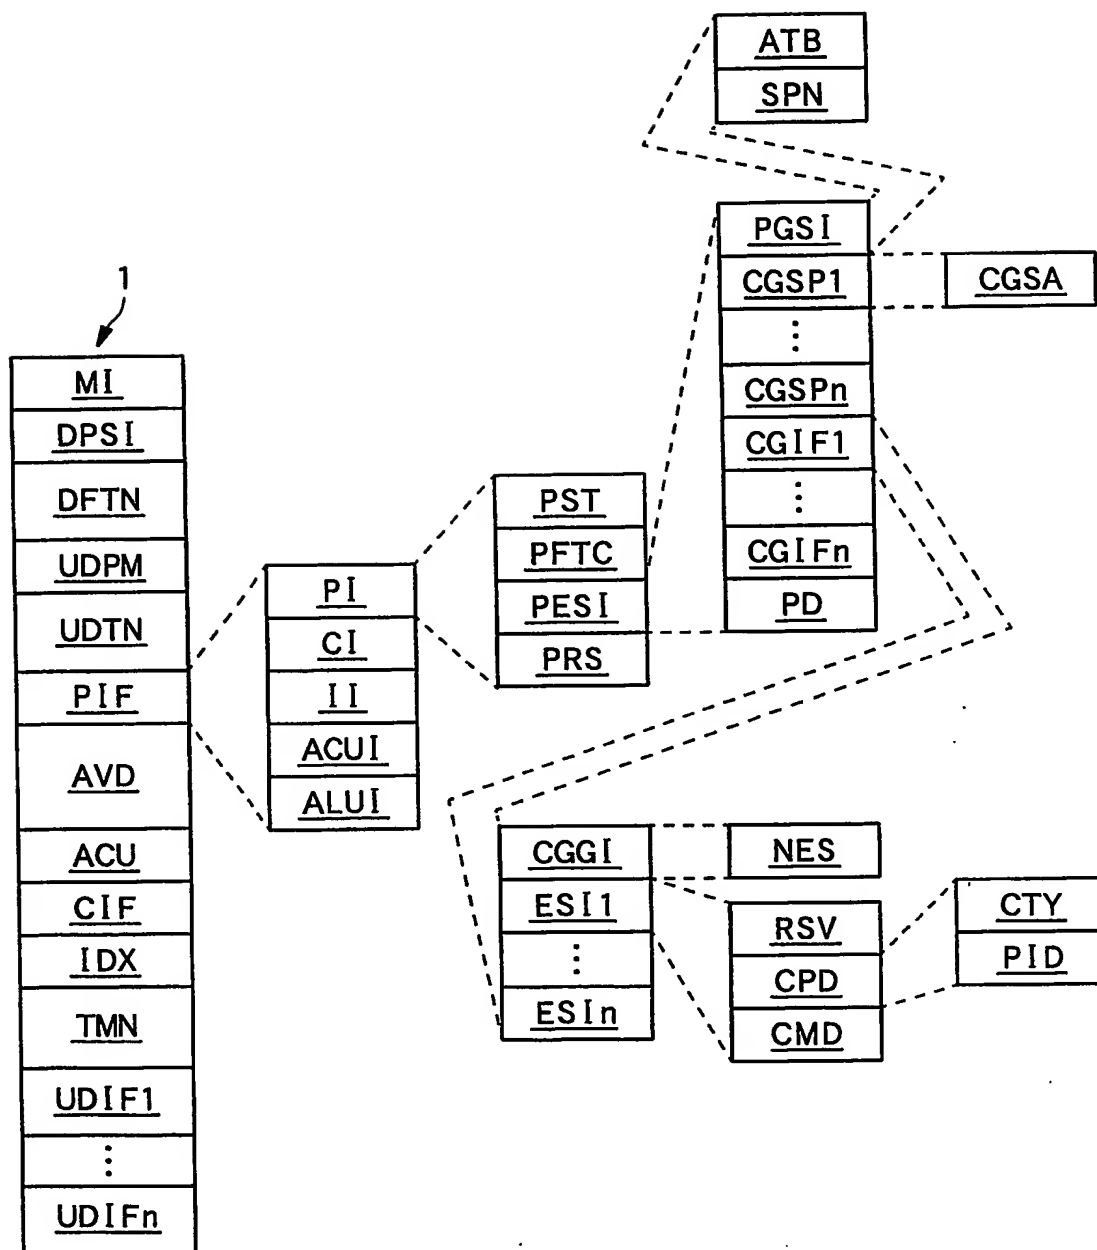 1
MI
DPSI
DFTN
UDPM
UDTN
PIF
AVD
ACU
CIF
IDX
TMN
UDIF1
⋮
UDIFn
PI
CI
II
ACUI
ALUI
PST
PFTC
PESI
PRS
ATB
SPN
PGSI
CGSP1
⋮
CGSPn
CGIF1
⋮
CGIFn
PD
CGSA
CGGI
ESI1
⋮
ESIn
NES
RSV
CPD
CMD
CTY
PID